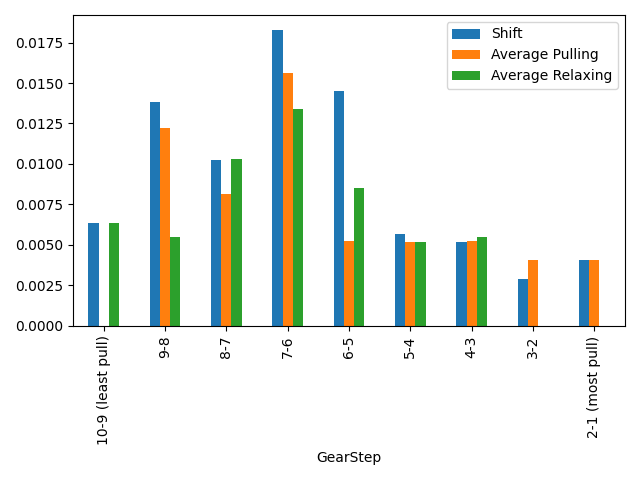 Shift
Average Pulling
Average Relaxing
0.0175
0.0150
0.0125
0.0100
0.0075
0.0050
0.0025
0.0000
10-9 (least pull)
9-8
8-7
7-6
6-5
5-4
4-3
3-2
2-1 (most pull)
GearStep